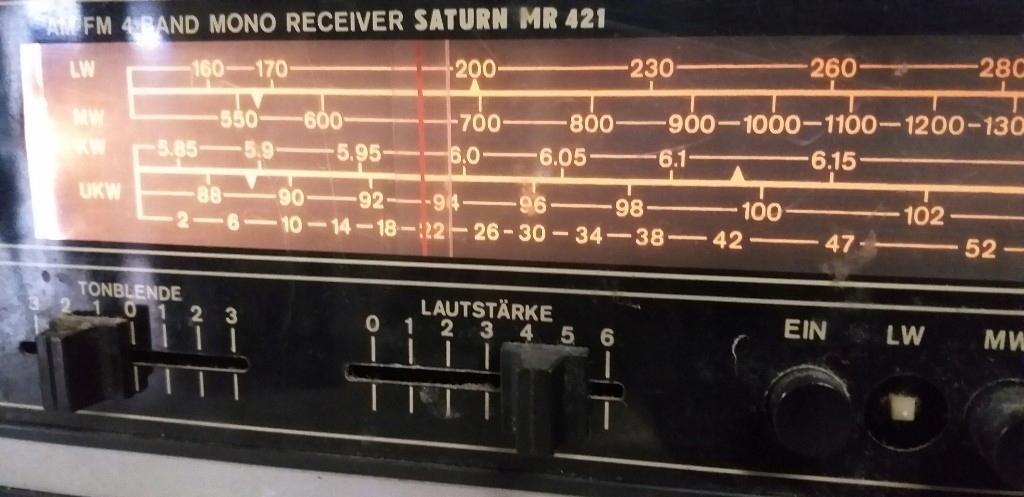 AM/FM 4-BAND MONO RECEIVER SATURN MR 421
LW 160 170 200 230 260 280
MW 550 600 700 800 900 1000 1100 1200 130
KW 5.85 5.9 5.95 6.0 6.05 6.1 6.15
UKW 88 90 92 94 96 98 100 102
2 6 10 14 18 22 26 30 34 38 42 47 52
TONBLENDE
3 2 1 0 1 2 3
LAUTSTÄRKE
0 1 2 3 4 5 6
EIN LW MW